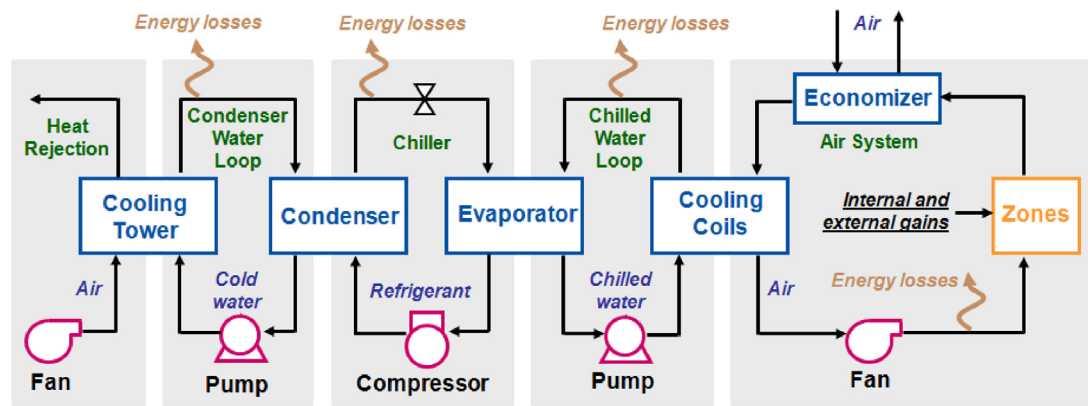 Energy losses
Energy losses
Energy losses
Air
Heat
Rejection
Condenser
Water
Loop
Chiller
Chilled
Water
Loop
Economizer
Air System
Cooling
Tower
Condenser
Evaporator
Cooling
Coils
Internal and
external gains
Zones
Air
Cold
water
Refrigerant
Chilled
water
Air
Energy losses
Fan
Pump
Compressor
Pump
Fan